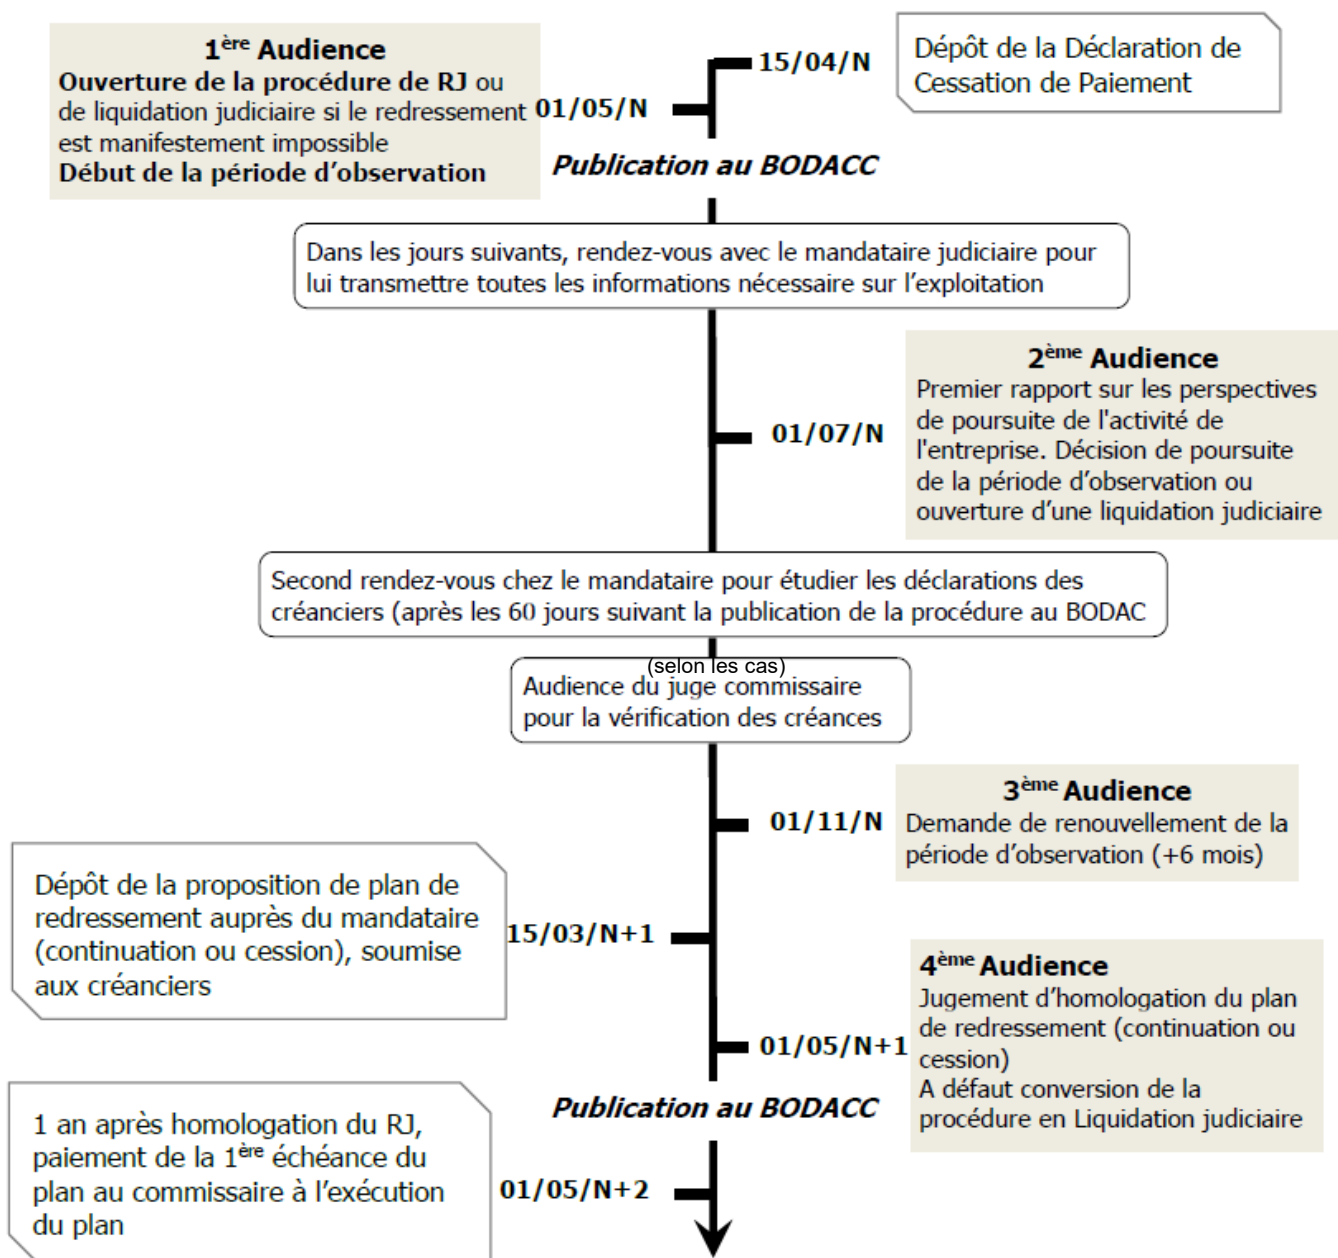 1ère Audience
Ouverture de la procédure de RJ ou
de liquidation judiciaire si le redressement
est manifestement impossible
Début de la période d'observation
15/04/N
Dépôt de la Déclaration de
Cessation de Paiement
01/05/N
Publication au BODACC
Dans les jours suivants, rendez-vous avec le mandataire judiciaire pour
lui transmettre toutes les informations nécessaire sur l'exploitation
01/07/N
2ème Audience
Premier rapport sur les perspectives
de poursuite de l'activité de
l'entreprise. Décision de poursuite
de la période d'observation ou
ouverture d'une liquidation judiciaire
Second rendez-vous chez le mandataire pour étudier les déclarations des
créanciers (après les 60 jours suivant la publication de la procédure au BODAC
(selon les cas)
Audience du juge commissaire
pour la vérification des créances
01/11/N
3ème Audience
Demande de renouvellement de la
période d'observation (+6 mois)
Dépôt de la proposition de plan de
redressement auprès du mandataire
(continuation ou cession), soumise
aux créanciers
15/03/N+1
4ème Audience
Jugement d'homologation du plan
de redressement (continuation ou
cession)
A défaut conversion de la
procédure en Liquidation judiciaire
01/05/N+1
Publication au BODACC
1 an après homologation du RJ,
paiement de la 1ère échéance du
plan au commissaire à l'exécution
du plan
01/05/N+2